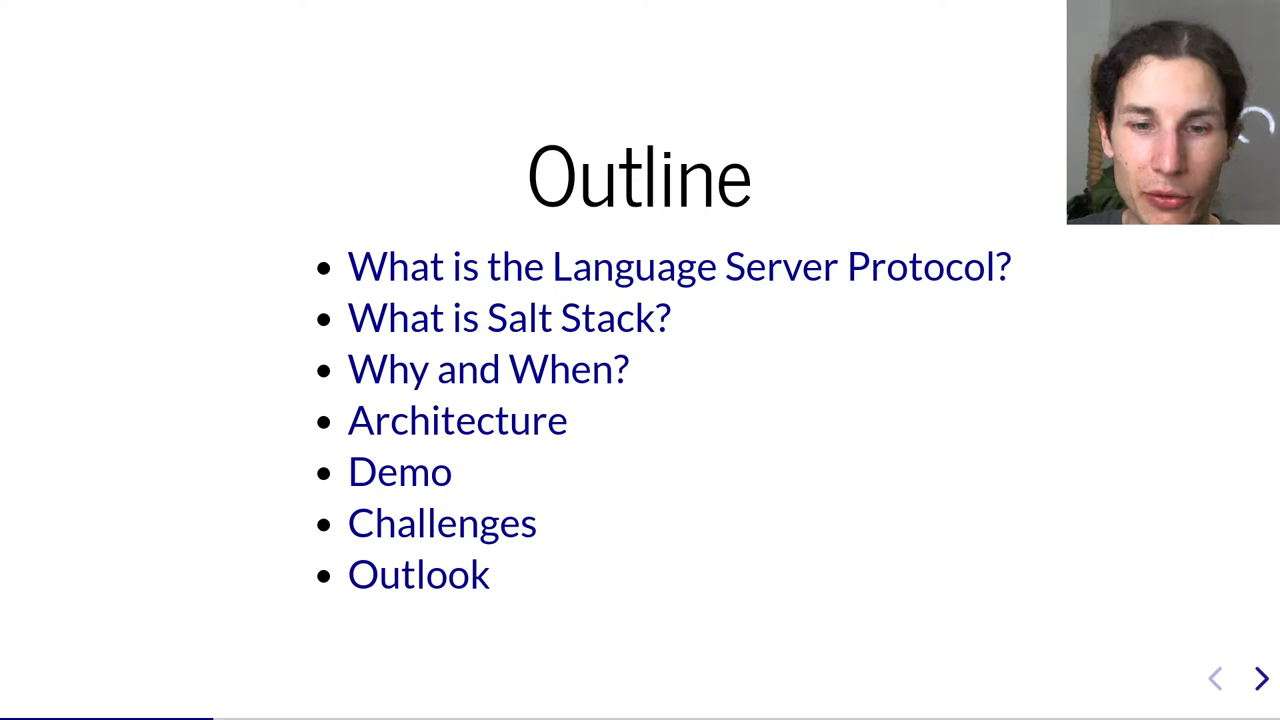 Outline
What is the Language Server Protocol?
What is Salt Stack?
Why and When?
Architecture
Demo
Challenges
Outlook